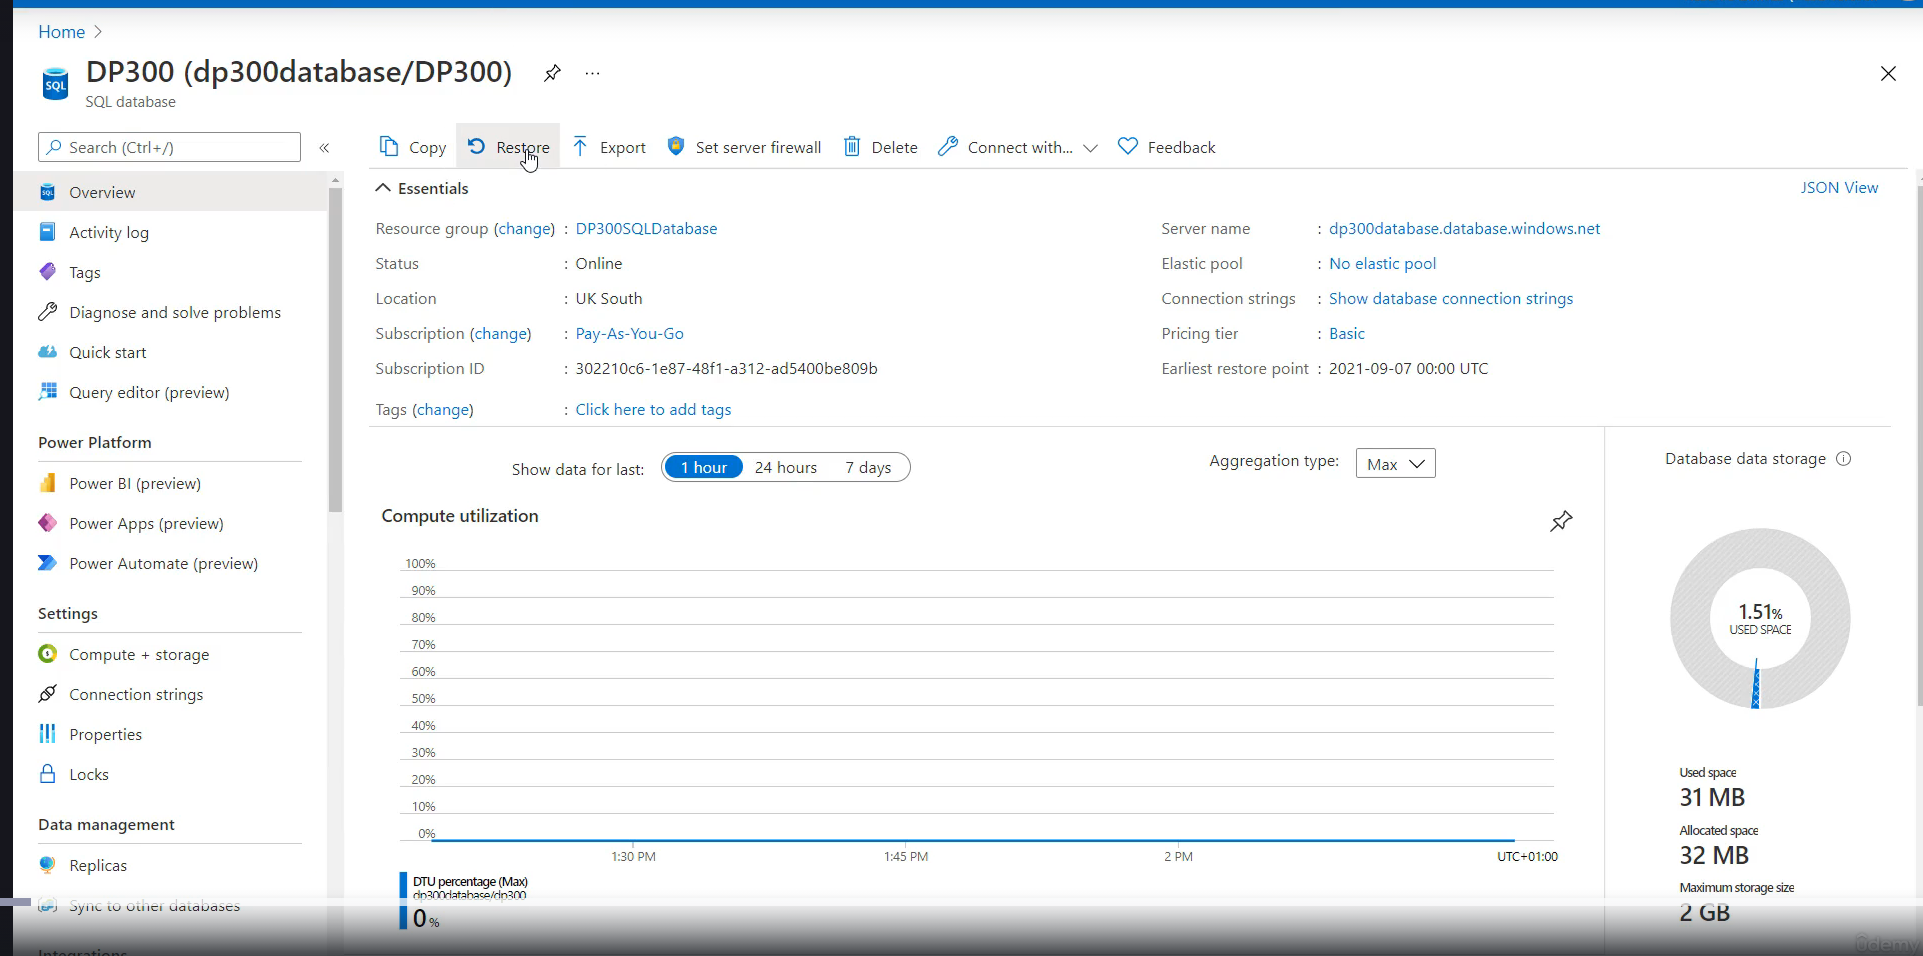 Home
DP300 (dp300database/DP300)
SQL database
SQL
Search (Ctrl+/)
Copy
Restore
Export
Set server firewall
Delete
Connect with...
Feedback
Overview
Activity log
Tags
Diagnose and solve problems
Quick start
Query editor (preview)
Power Platform
Power BI (preview)
Power Apps (preview)
Power Automate (preview)
Settings
Compute + storage
Connection strings
Properties
Locks
Data management
Replicas
Sync to other databases
Integrations
Essentials
JSON View
Resource group (change) : DP300SQLDatabase
Status : Online
Location : UK South
Subscription (change) : Pay-As-You-Go
Subscription ID : 302210c6-1e87-48f1-a312-ad5400be809b
Tags (change) : Click here to add tags
Server name : dp300database.database.windows.net
Elastic pool : No elastic pool
Connection strings : Show database connection strings
Pricing tier : Basic
Earliest restore point : 2021-09-07 00:00 UTC
Show data for last: 1 hour 24 hours 7 days
Aggregation type: Max
Compute utilization
100%
90%
80%
70%
60%
50%
40%
30%
20%
10%
0%
1:30 PM 1:45 PM 2 PM UTC+01:00
DTU percentage (Max)
dp300database/dp300
0 %
Database data storage
1.51%
USED SPACE
Used space
31 MB
Allocated space
32 MB
Maximum storage size
2 GB
ûdemy